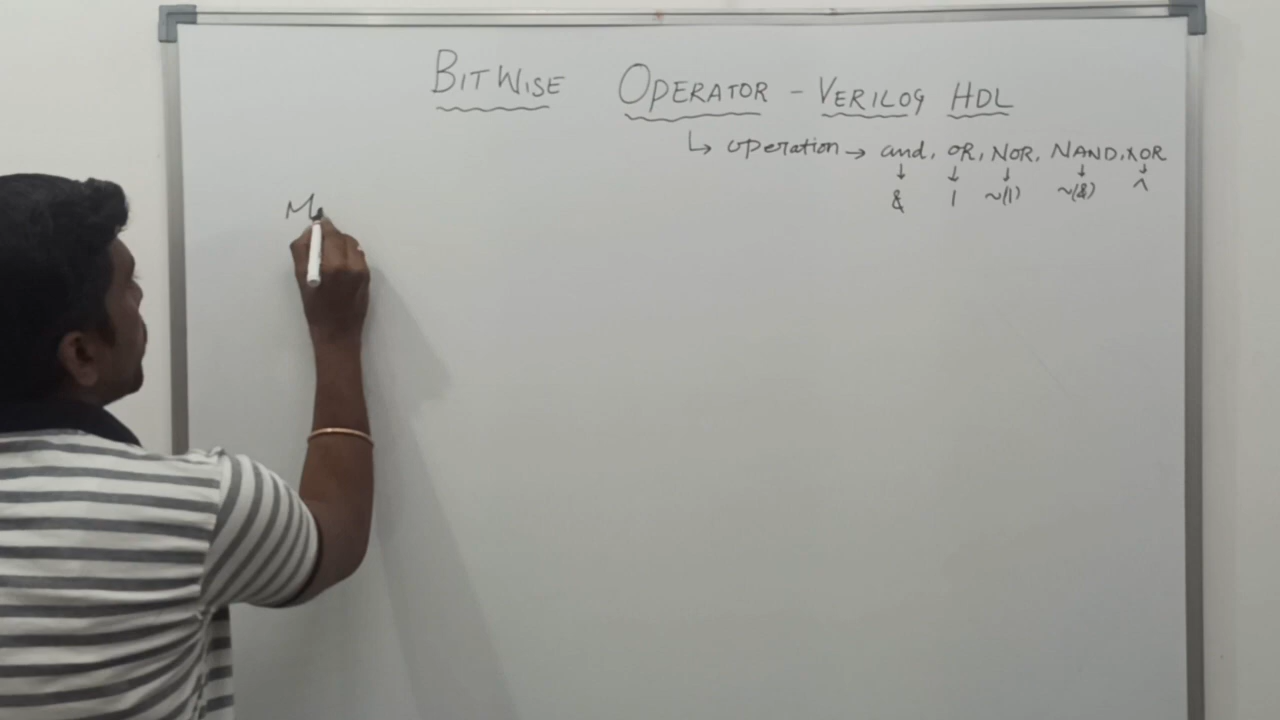 BITWISE OPERATOR - VERILOG HDL
↳ operation → and, OR, NOR, NAND, XOR
↓ ↓ ↓ ↓ ↓
& | ~(|) ~(&) ^
M